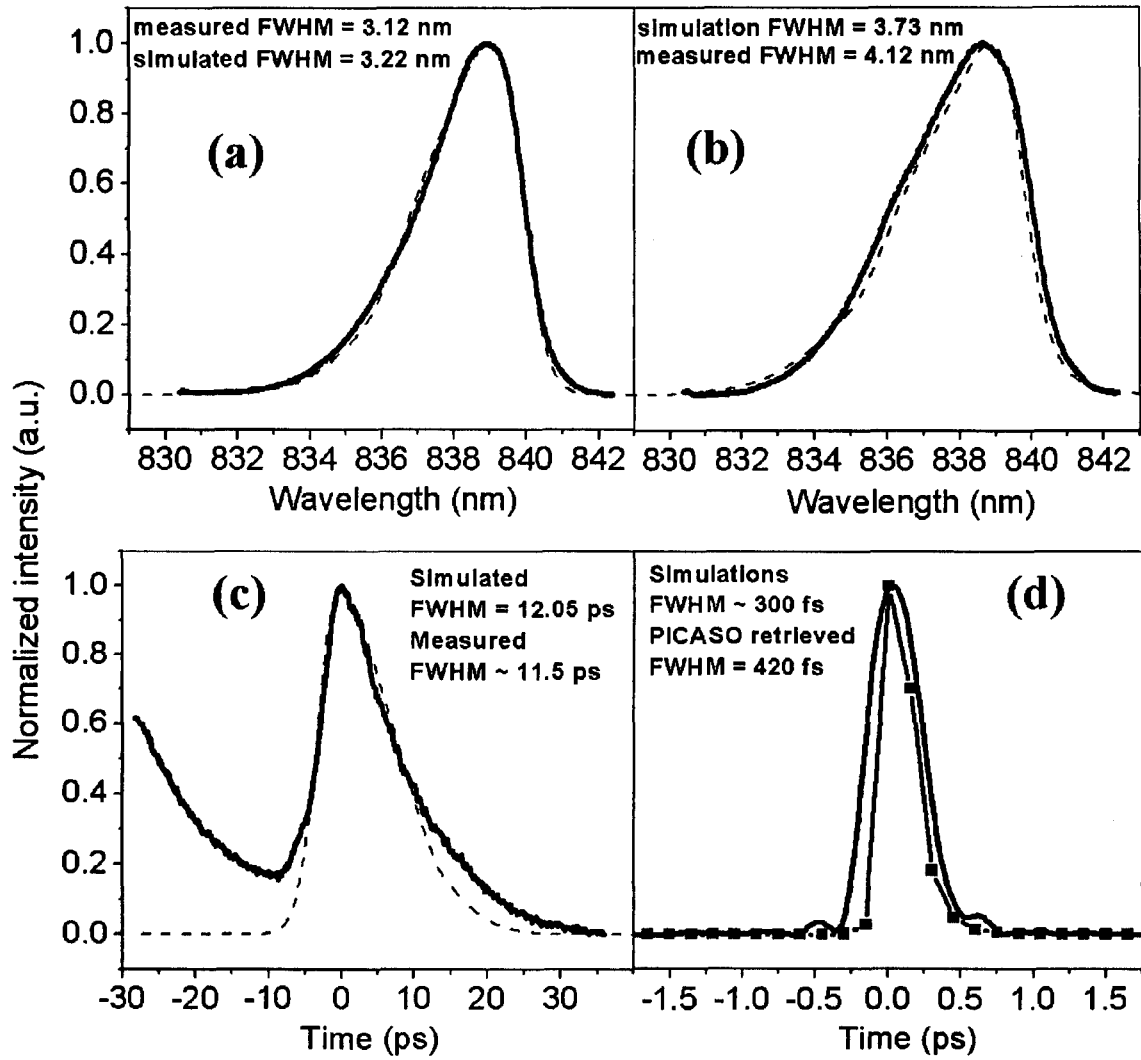 measured FWHM = 3.12 nm
simulated FWHM = 3.22 nm
(a)
simulation FWHM = 3.73 nm
measured FWHM = 4.12 nm
(b)
1.0
0.8
0.6
0.4
0.2
0.0
830 832 834 836 838 840 842
Wavelength (nm)
830 832 834 836 838 840 842
Wavelength (nm)
Normalized intensity (a.u.)
(c)
Simulated
FWHM = 12.05 ps
Measured
FWHM ~ 11.5 ps
Simulations
FWHM ~ 300 fs
PICASO retrieved
FWHM = 420 fs
(d)
1.0
0.8
0.6
0.4
0.2
0.0
-30 -20 -10 0 10 20 30
Time (ps)
-1.5 -1.0 -0.5 0.0 0.5 1.0 1.5
Time (ps)